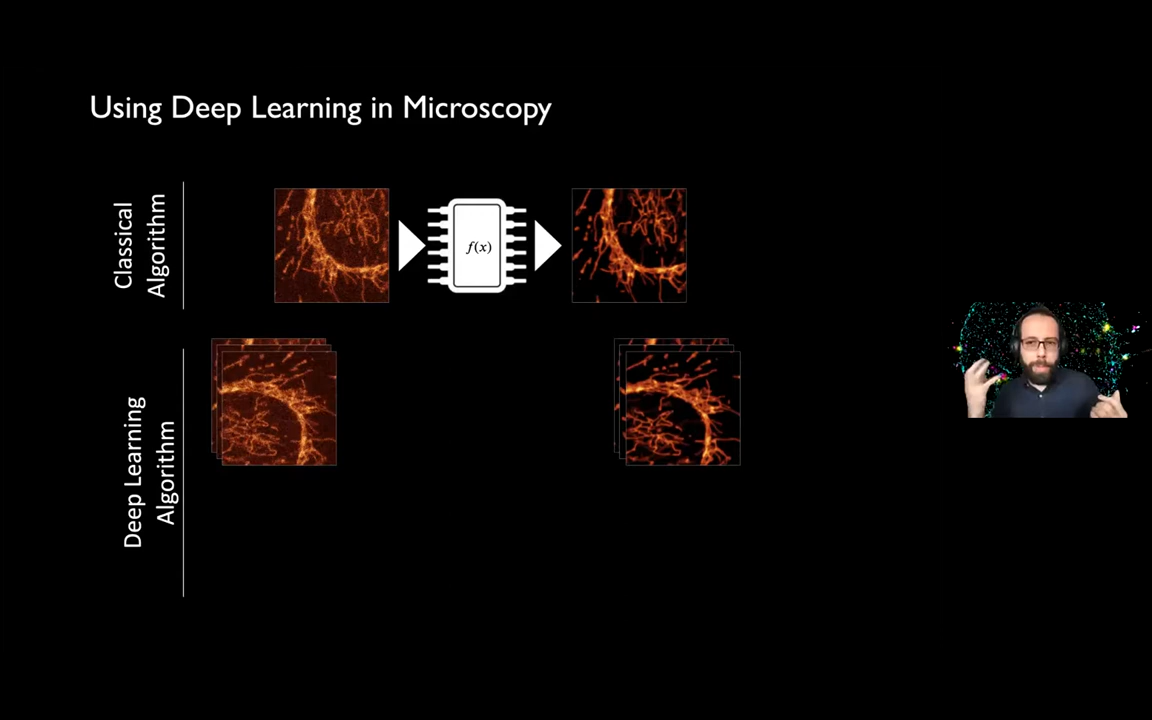 Using Deep Learning in Microscopy
Classical
Algorithm
f(x)
Deep Learning
Algorithm